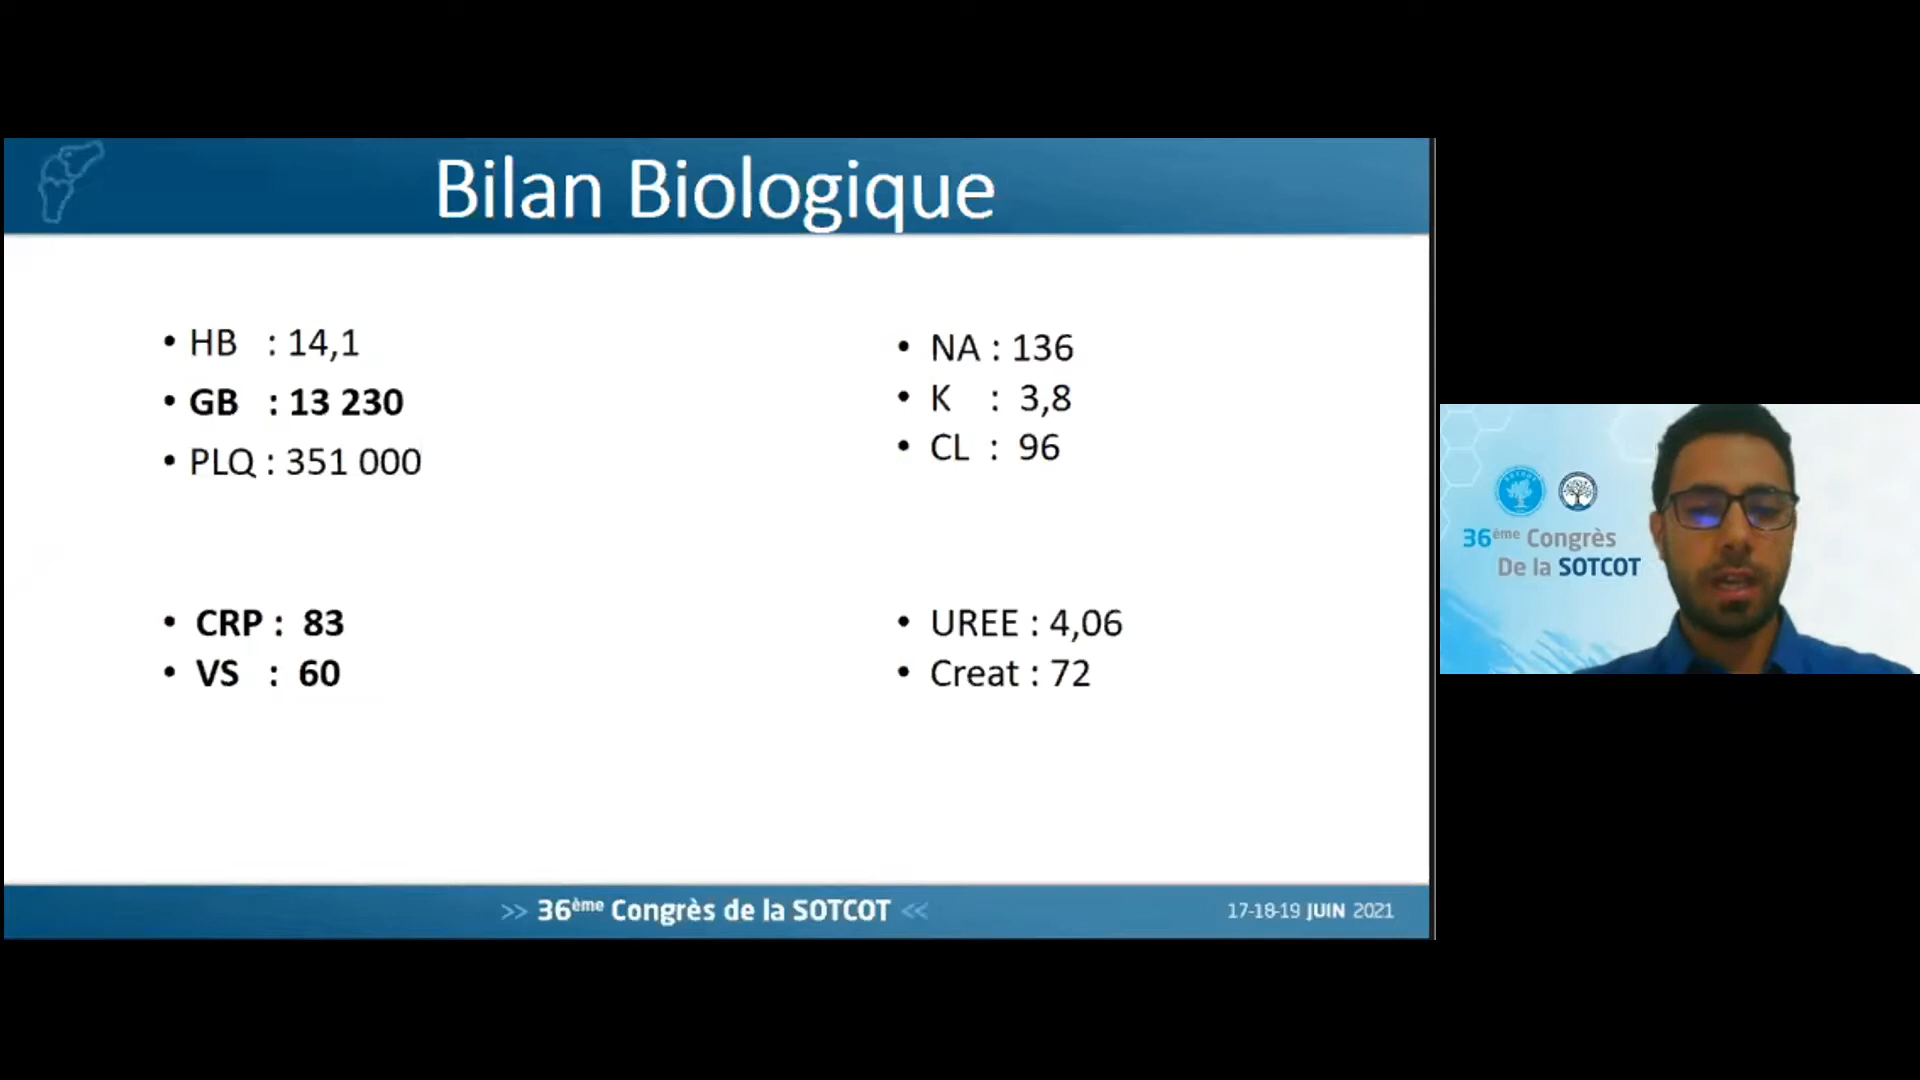 Bilan Biologique
• HB : 14,1
• GB : 13 230
• PLQ : 351 000
• CRP : 83
• VS : 60
• NA : 136
• K : 3,8
• CL : 96
• UREE : 4,06
• Creat : 72
>> 36ème Congrès de la SOTCOT <<
17-18-19 JUIN 2021
36ème Congrès
De la SOTCOT